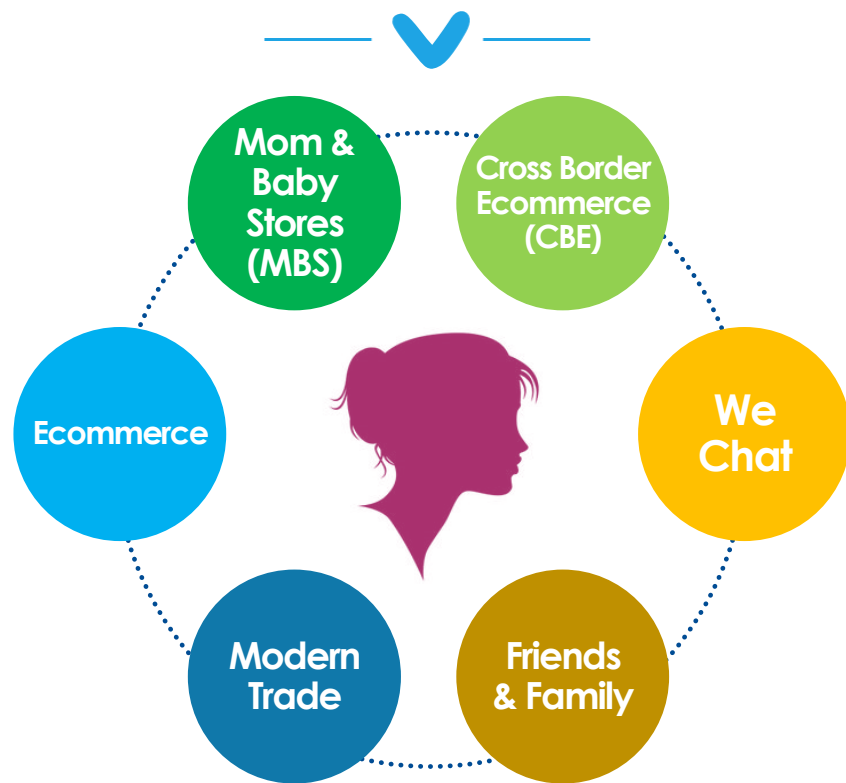 Mom &
Baby
Stores
(MBS)
Cross Border
Ecommerce
(CBE)
Ecommerce
We
Chat
Modern
Trade
Friends
& Family